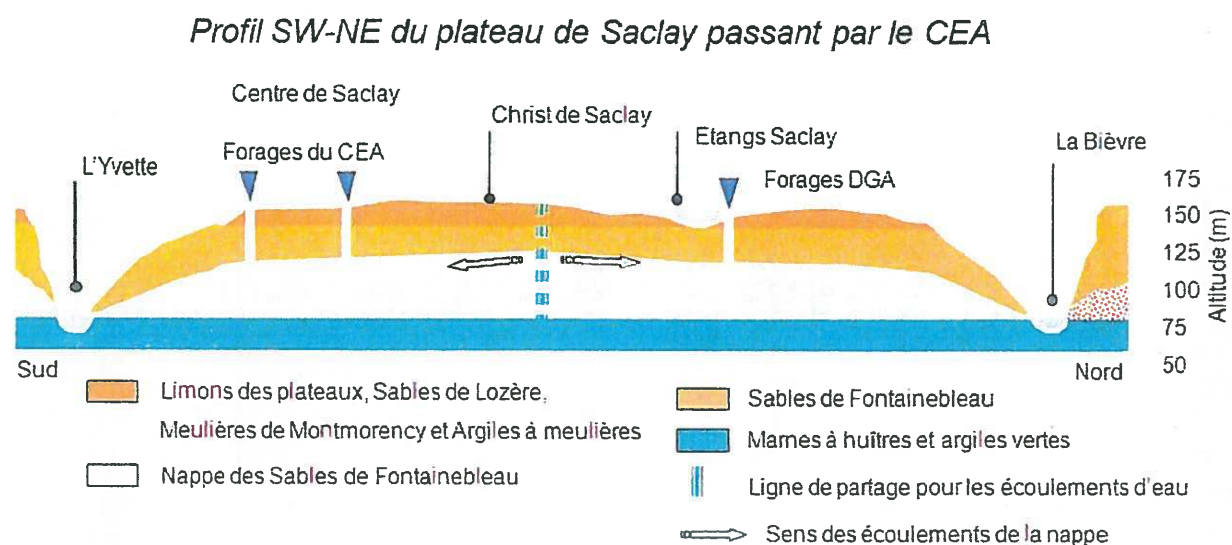 Profil SW-NE du plateau de Saclay passant par le CEA
Centre de Saclay
Christ de Saclay
L'Yvette
Forages du CEA
Etangs Saclay
La Bièvre
Forages DGA
175
150
125
100
75
50
Altitude (m)
Sud
Nord
Limons des plateaux, Sables de Lozère,
Meulières de Montmorency et Argiles à meulières
Nappe des Sables de Fontainebleau
Sables de Fontainebleau
Marnes à huîtres et argiles vertes
Ligne de partage pour les écoulements d'eau
Sens des écoulements de la nappe